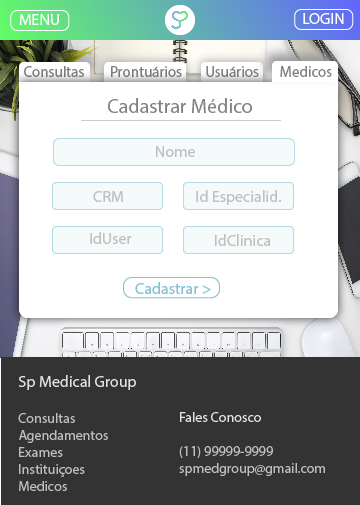 MENU
LOGIN
Consultas
Prontuários
Usuários
Medicos
Cadastrar Médico
Nome
CRM
Id Especialid.
IdUser
IdClinica
Cadastrar >
Sp Medical Group
Consultas
Agendamentos
Exames
Instituiçoes
Medicos
Fales Conosco
(11) 99999-9999
spmedgroup@gmail.com